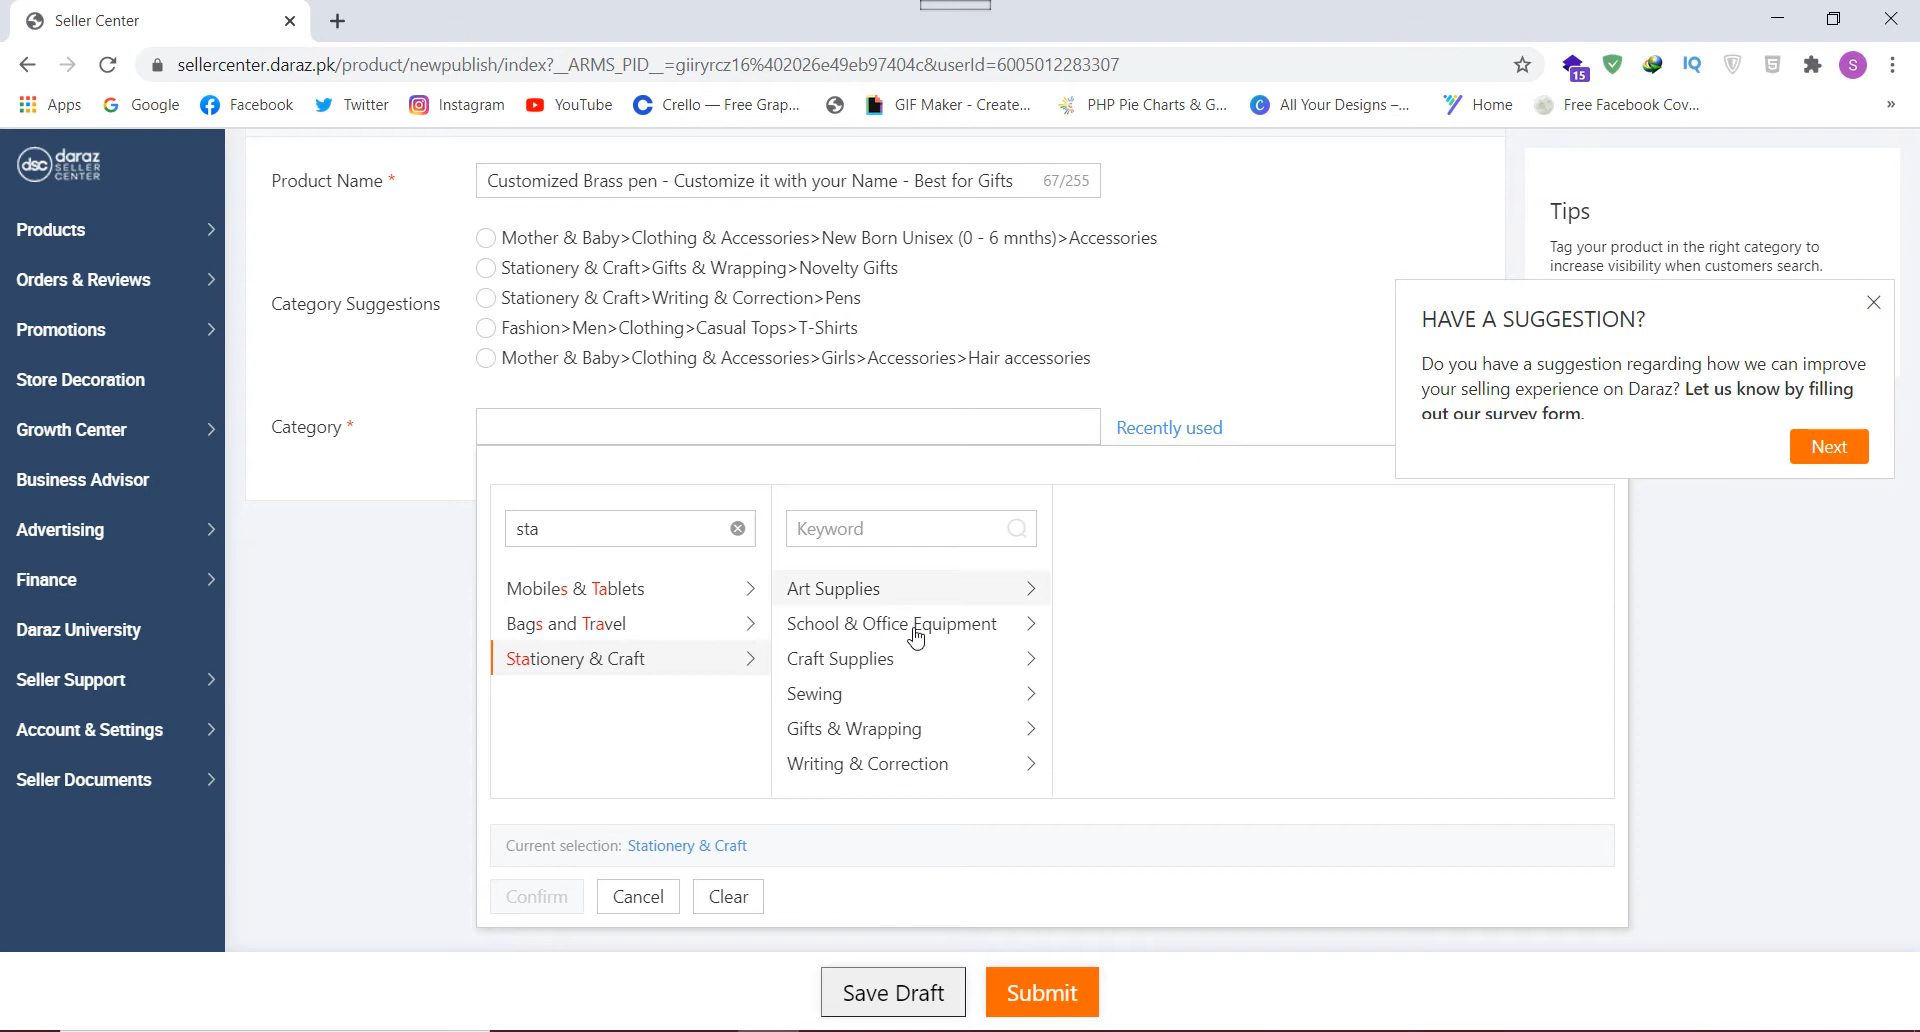 Seller Center
sellercenter.daraz.pk/product/newpublish/index?__ARMS_PID__=giiryrcz16%402026e49eb97404c&userId=6005012283307
15
IQ
S
Apps
Google
Facebook
Twitter
Instagram
YouTube
Crello — Free Grap...
GIF Maker - Create...
PHP Pie Charts & G...
All Your Designs –...
Home
Free Facebook Cov...
»
dsc daraz
SELLER
CENTER
Products
Orders & Reviews
Promotions
Store Decoration
Growth Center
Business Advisor
Advertising
Finance
Daraz University
Seller Support
Account & Settings
Seller Documents
Product Name *
Customized Brass pen - Customize it with your Name - Best for Gifts 67/255
Category Suggestions
Mother & Baby>Clothing & Accessories>New Born Unisex (0 - 6 mnths)>Accessories
Stationery & Craft>Gifts & Wrapping>Novelty Gifts
Stationery & Craft>Writing & Correction>Pens
Fashion>Men>Clothing>Casual Tops>T-Shirts
Mother & Baby>Clothing & Accessories>Girls>Accessories>Hair accessories
Category *
Recently used
sta
Mobiles & Tablets
Bags and Travel
Stationery & Craft
Keyword
Art Supplies
School & Office Equipment
Craft Supplies
Sewing
Gifts & Wrapping
Writing & Correction
Current selection: Stationery & Craft
Confirm
Cancel
Clear
Tips
Tag your product in the right category to
increase visibility when customers search.
HAVE A SUGGESTION?
Do you have a suggestion regarding how we can improve
your selling experience on Daraz? Let us know by filling
out our survey form.
Next
Save Draft
Submit